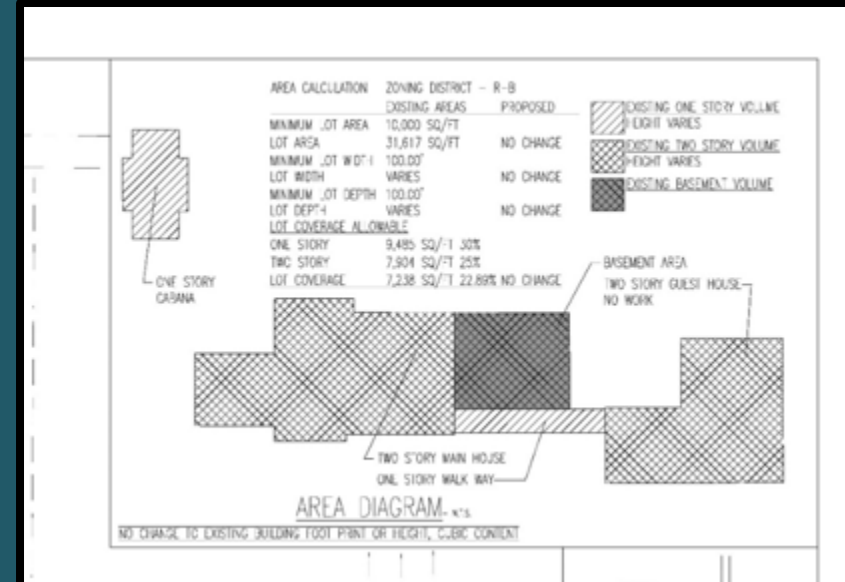 AREA CALCULATION ZONING DISTRICT - R-B
EXISTING AREAS PROPOSED
MINIMUM LOT AREA 10,000 SQ/FT
LOT AREA 31,617 SQ/FT NO CHANGE
MINIMUM LOT WIDTH 100.00'
LOT WIDTH VARIES NO CHANGE
MINIMUM LOT DEPTH 100.00'
LOT DEPTH VARIES NO CHANGE
LOT COVERAGE ALLOWABLE
ONE STORY 9,485 SQ/FT 30%
TWO STORY 7,904 SQ/FT 25%
LOT COVERAGE 7,238 SQ/FT 22.89% NO CHANGE
EXISTING ONE STORY VOLUME
HEIGHT VARIES
EXISTING TWO STORY VOLUME
HEIGHT VARIES
EXISTING BASEMENT VOLUME
ONE STORY
CABANA
BASEMENT AREA
TWO STORY GUEST HOUSE
NO WORK
TWO STORY MAIN HOUSE
ONE STORY WALK WAY
AREA DIAGRAM- N.T.S.
NO CHANGE TO EXISTING BUILDING FOOT PRINT OR HEIGHT, CUBIC CONTENT